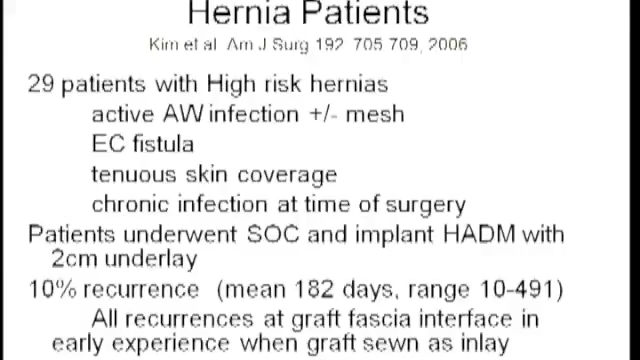 Hernia Patients
Kim et al Am J Surg 192 705 709, 2006
29 patients with High risk hernias
active AW infection +/- mesh
EC fistula
tenuous skin coverage
chronic infection at time of surgery
Patients underwent SOC and implant HADM with
2cm underlay
10% recurrence (mean 182 days, range 10-491)
All recurrences at graft fascia interface in
early experience when graft sewn as inlay